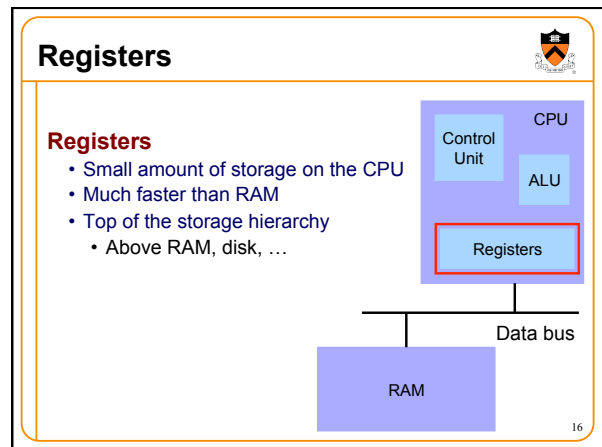 Registers
Registers
• Small amount of storage on the CPU
• Much faster than RAM
• Top of the storage hierarchy
• Above RAM, disk, …
CPU
Control
Unit
ALU
Registers
Data bus
RAM
16